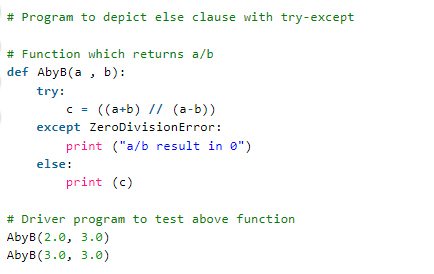 # Program to depict else clause with try-except
# Function which returns a/b
def AbyB(a , b):
try:
c = ((a+b) // (a-b))
except ZeroDivisionError:
print ("a/b result in 0")
else:
print (c)
# Driver program to test above function
AbyB(2.0, 3.0)
AbyB(3.0, 3.0)